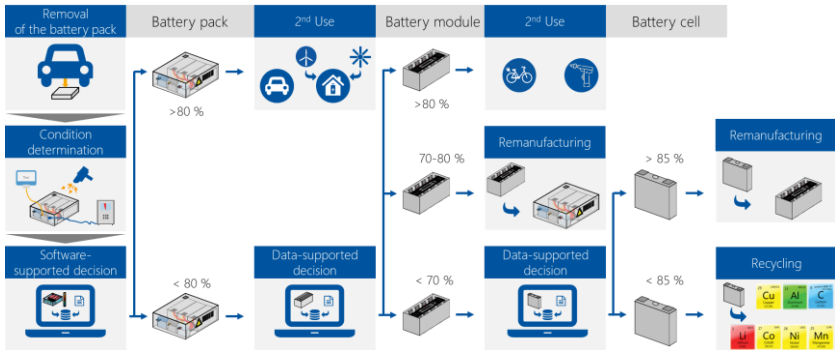 Removal
of the battery pack
Battery pack
2nd Use
Battery module
2nd Use
Battery cell
>80 %
>80 %
Condition
determination
70-80 %
Remanufacturing
> 85 %
Remanufacturing
Software-
supported decision
< 80 %
Data-supported
decision
< 70 %
Data-supported
decision
< 85 %
Recycling
Cu
Al
C
Li
Co
Ni
Mn